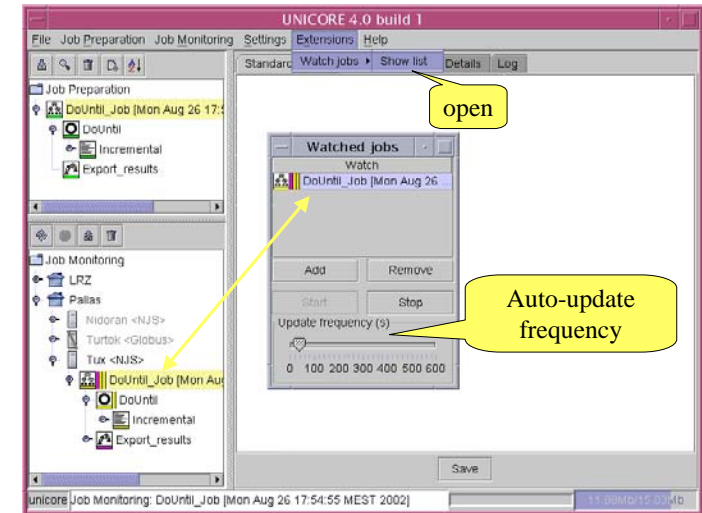 UNICORE 4.0 build 1
File Job Preparation Job Monitoring Settings Extensions Help
Standard Details Log
Watch jobs Show list
open
Job Preparation
DoUntil_Job [Mon Aug 26 17:5
DoUntil
Incremental
Export_results
Watched jobs
Watch
DoUntil_Job [Mon Aug 26 ...
Add Remove
Start Stop
Update frequency (s)
0 100 200 300 400 500 600
Auto-update
frequency
Job Monitoring
LRZ
Pallas
Nidoran <NJS>
Turtok <Globus>
Tux <NJS>
DoUntil_Job [Mon Aug
DoUntil
Incremental
Export_results
Save
unicore Job Monitoring: DoUntil_Job [Mon Aug 26 17:54:55 MEST 2002]